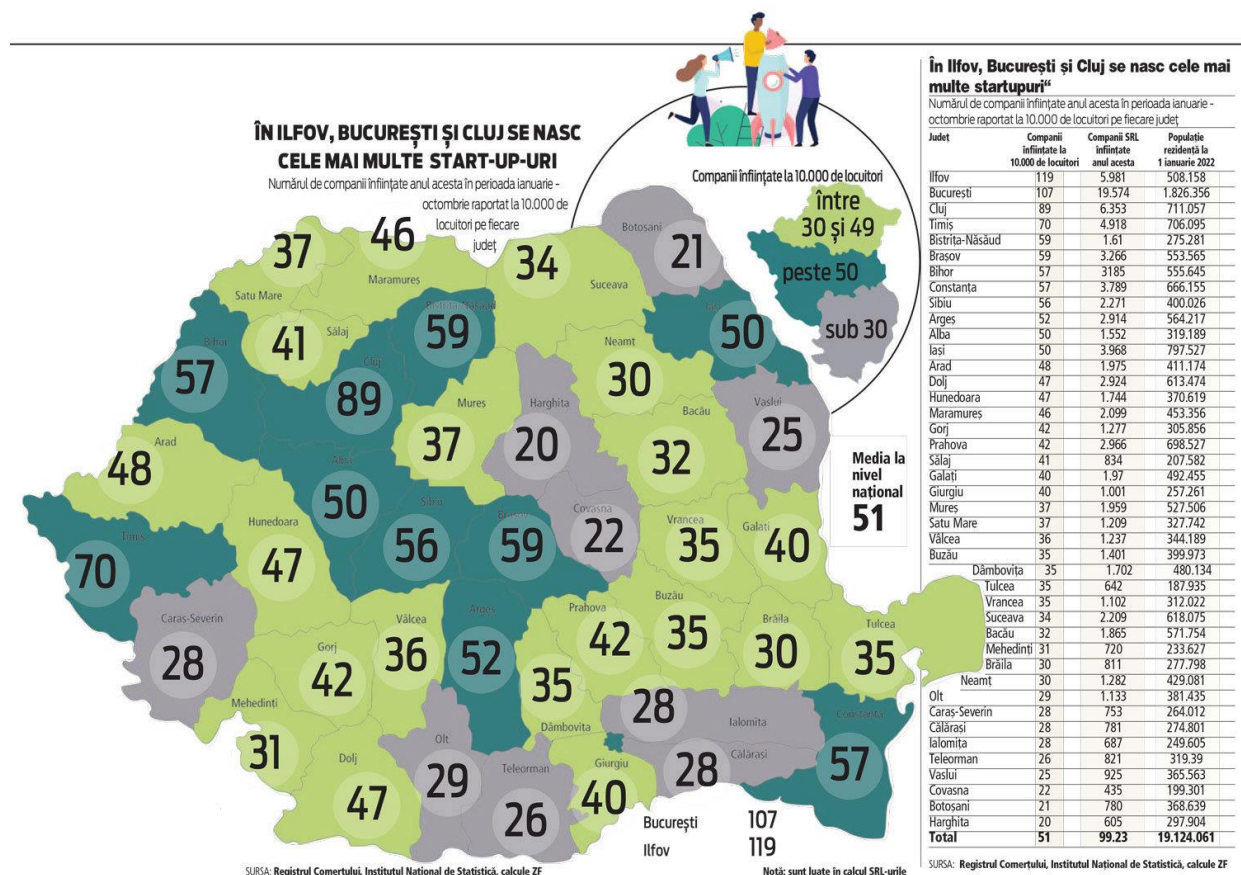 ÎN ILFOV, BUCUREȘTI ȘI CLUJ SE NASC
CELE MAI MULTE START-UP-URI
Numărul de companii înființate anul acesta în perioada ianuarie -
octombrie raportat la 10.000 de
locuitori pe fiecare
județ
Companii înființate la 10.000 de locuitori
între
30 și 49
peste 50
sub 30
Botoșani
21
46
Maramureș
37
Satu Mare
34
Suceava
41
Sălaj
Bistrița-Năsăud
59
Iași
50
Bihor
57
Cluj
89
Neamț
30
Mureș
37
Harghita
20
Bacău
32
Vaslui
25
Arad
48
Alba
50
Sibiu
56
Brașov
59
Covasna
22
Vrancea
35
Galați
40
Media la
nivel
național
51
Timiș
70
Hunedoara
47
Caraș-Severin
28
Gorj
42
Vâlcea
36
Argeș
52
Prahova
42
Buzău
35
Brăila
30
Tulcea
35
Dâmbovița
35
Mehedinti
31
Dolj
47
Olt
29
Teleorman
26
Giurgiu
40
28
Ialomița
Călărași
28
Constanța
57
București 107
Ilfov 119
SURSA: Registrul Comerțului, Institutul Național de Statistică, calcule ZF
Notă: sunt luate în calcul SRL-urile
În Ilfov, București și Cluj se nasc cele mai
multe startupuri“
Numărul de companii înființate anul acesta în perioada ianuarie -
octombrie raportat la 10.000 de locuitori pe fiecare județ
Județ Companii înființate la 10.000 de locuitori Companii SRL înființate anul acesta Populație rezidentă la 1 ianuarie 2022
Ilfov 119 5.981 508.158
București 107 19.574 1.826.356
Cluj 89 6.353 711.057
Timiș 70 4.918 706.095
Bistrița-Năsăud 59 1.61 275.281
Brașov 59 3.266 553.565
Bihor 57 3185 555.645
Constanța 57 3.789 666.155
Sibiu 56 2.271 400.026
Argeș 52 2.914 564.217
Alba 50 1.552 319.189
Iași 50 3.968 797.527
Arad 48 1.975 411.174
Dolj 47 2.924 613.474
Hunedoara 47 1.744 370.619
Maramureș 46 2.099 453.356
Gorj 42 1.277 305.856
Prahova 42 2.966 698.527
Sălaj 41 834 207.582
Galați 40 1.97 492.455
Giurgiu 40 1.001 257.261
Mureș 37 1.959 527.506
Satu Mare 37 1.209 327.742
Vâlcea 36 1.237 344.189
Buzău 35 1.401 399.973
Dâmbovița 35 1.702 480.134
Tulcea 35 642 187.935
Vrancea 35 1.102 312.022
Suceava 34 2.209 618.075
Bacău 32 1.865 571.754
Mehedinți 31 720 233.627
Brăila 30 811 277.798
Neamț 30 1.282 429.081
Olt 29 1.133 381.435
Caraș-Severin 28 753 264.012
Călărași 28 781 274.801
Ialomița 28 687 249.605
Teleorman 26 821 319.39
Vaslui 25 925 365.563
Covasna 22 435 199.301
Botoșani 21 780 368.639
Harghita 20 605 297.904
Total 51 99.23 19.124.061
SURSA: Registrul Comerțului, Institutul Național de Statistică, calcule ZF